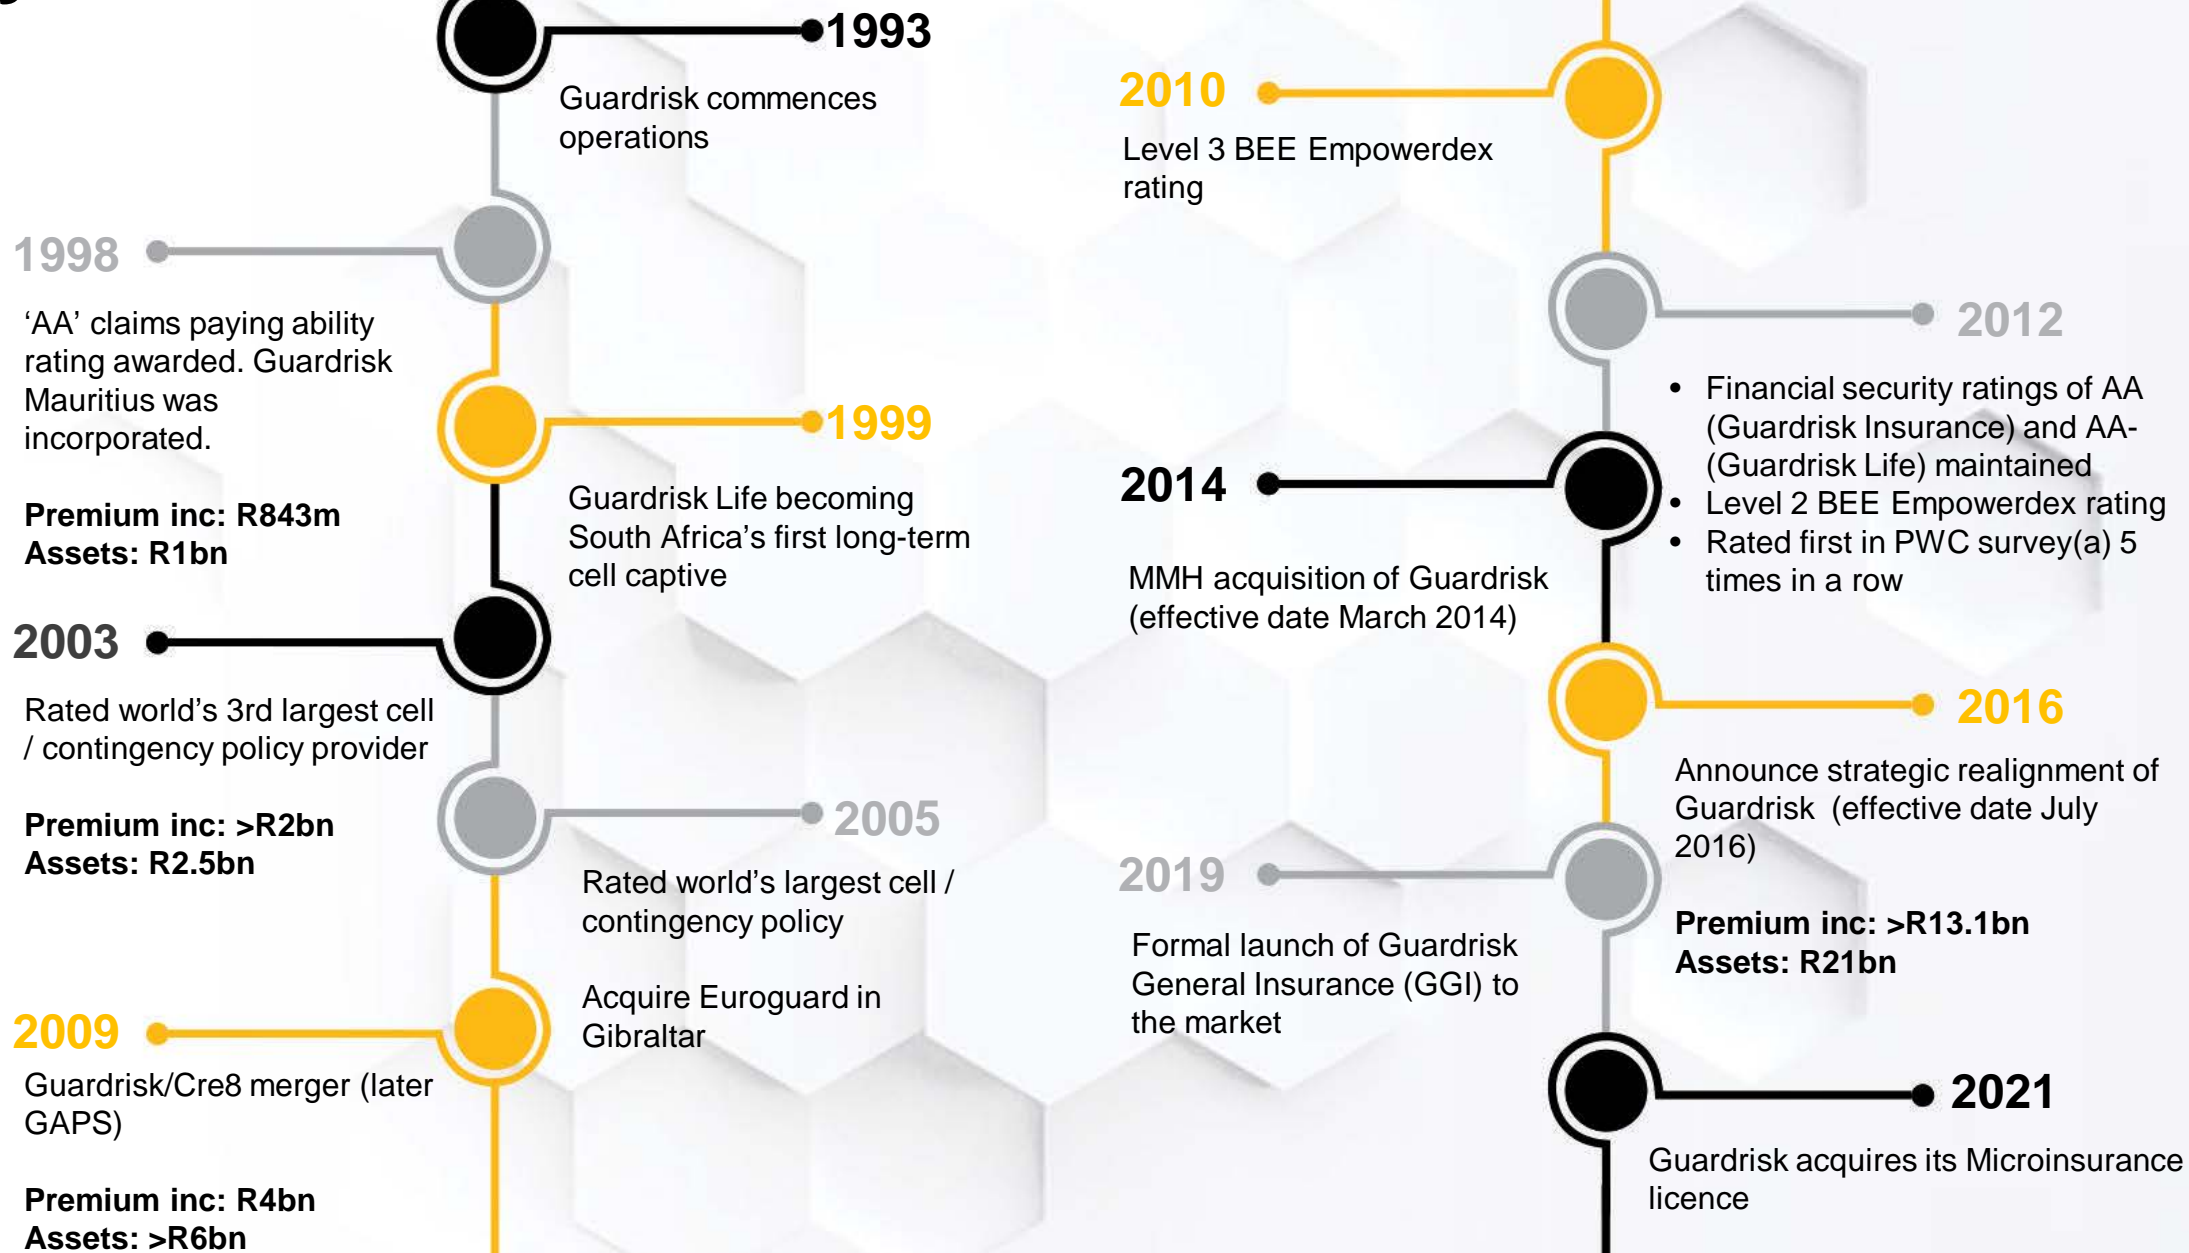 1993
Guardrisk commences
operations
1998
‘AA’ claims paying ability
rating awarded. Guardrisk
Mauritius was
incorporated.
Premium inc: R843m
Assets: R1bn
1999
Guardrisk Life becoming
South Africa’s first long-term
cell captive
2003
Rated world’s 3rd largest cell
/ contingency policy provider
Premium inc: >R2bn
Assets: R2.5bn
2005
Rated world’s largest cell /
contingency policy
Acquire Euroguard in
Gibraltar
2009
Guardrisk/Cre8 merger (later
GAPS)
Premium inc: R4bn
Assets: >R6bn
2010
Level 3 BEE Empowerdex
rating
2012
• Financial security ratings of AA
(Guardrisk Insurance) and AA-
(Guardrisk Life) maintained
• Level 2 BEE Empowerdex rating
• Rated first in PWC survey(a) 5
times in a row
2014
MMH acquisition of Guardrisk
(effective date March 2014)
2016
Announce strategic realignment of
Guardrisk  (effective date July
2016)
Premium inc: >R13.1bn
Assets: R21bn
2019
Formal launch of Guardrisk
General Insurance (GGI) to
the market
2021
Guardrisk acquires its Microinsurance
licence